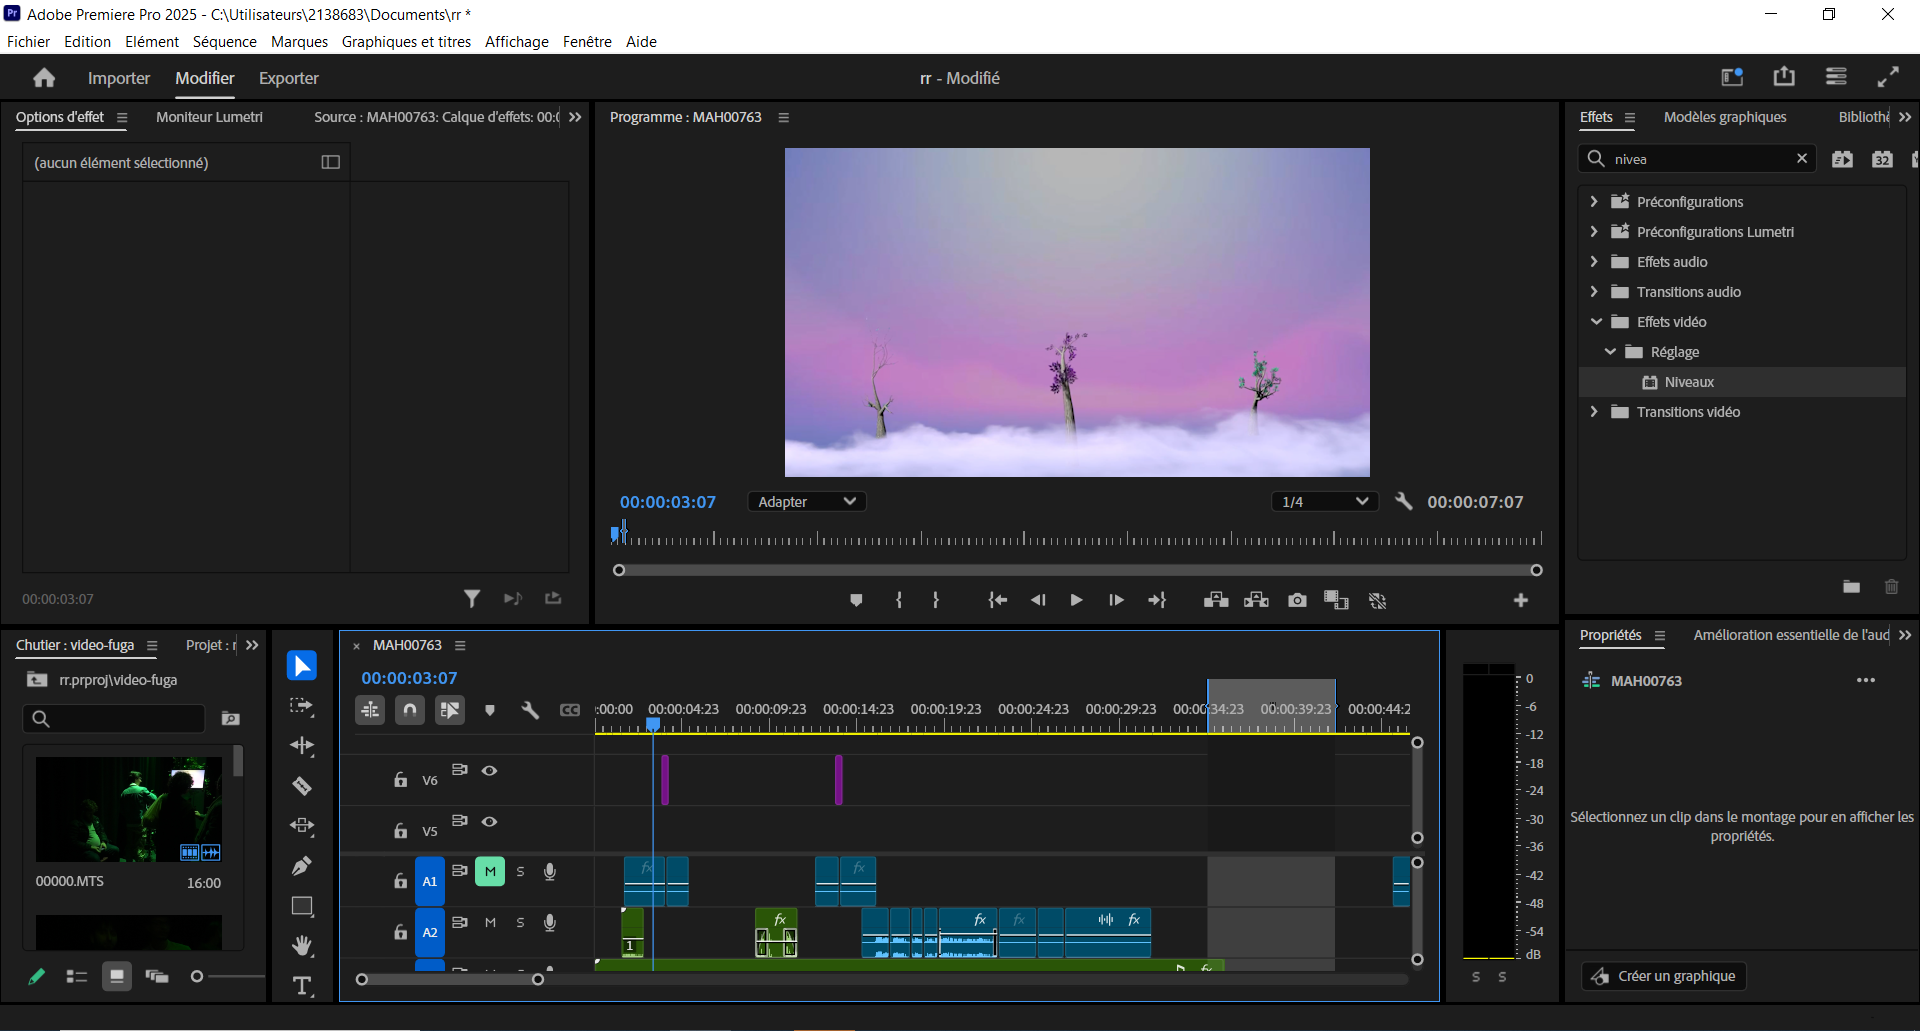 Adobe Premiere Pro 2025 - C:\Utilisateurs\2138683\Documents\rr *
Fichier Edition Elément Séquence Marques Graphiques et titres Affichage Fenêtre Aide
Importer Modifier Exporter
rr - Modifié
Options d'effet
Moniteur Lumetri
Source : MAH00763: Calque d'effets: 00:
(aucun élément sélectionné)
00:00:03:07
Programme : MAH00763
00:00:03:07
Adapter
1/4
00:00:07:07
Effets
Modèles graphiques
Bibliothè
nivea
32
Préconfigurations
Préconfigurations Lumetri
Effets audio
Transitions audio
Effets vidéo
Réglage
Niveaux
Transitions vidéo
Chutier : video-fuga
Projet : r
rr.prproj\video-fuga
00000.MTS
16:00
MAH00763
00:00:03:07
:00:00 00:00:04:23 00:00:09:23 00:00:14:23 00:00:19:23 00:00:24:23 00:00:29:23 00:00:34:23 00:00:39:23 00:00:44:2
V6
V5
A1 M S
fx fx
A2 M S
1 fx fx fx fx
fx
0
-6
-12
-18
-24
-30
-36
-42
-48
-54
dB
S S
Propriétés
Amélioration essentielle de l'aud
MAH00763
Sélectionnez un clip dans le montage pour en afficher les
propriétés.
Créer un graphique